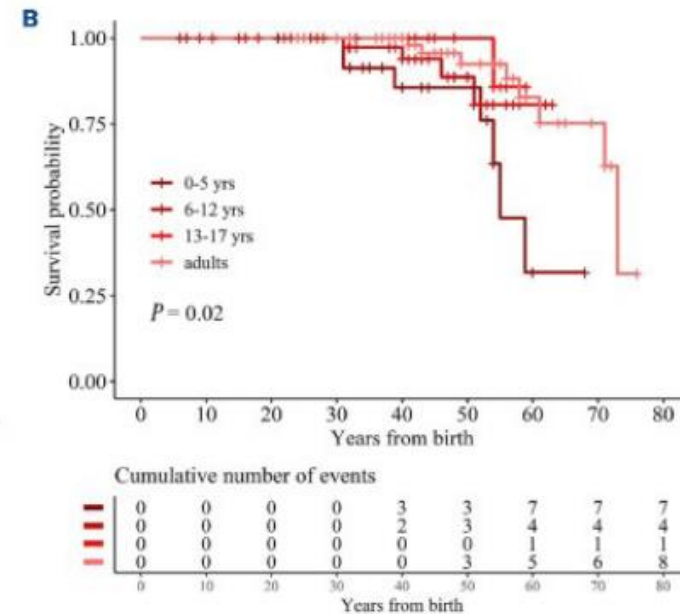 B
1.00
0.75
0.50
0.25
0.00
Survival probability
0-5 yrs
6-12 yrs
13-17 yrs
adults
P = 0.02
0 10 20 30 40 50 60 70 80
Years from birth
Cumulative number of events
0 0 0 0 3 3 7 7 7
0 0 0 0 2 3 4 4 4
0 0 0 0 0 0 1 1 1
0 0 0 0 0 3 5 6 8
0 10 20 30 40 50 60 70 80
Years from birth